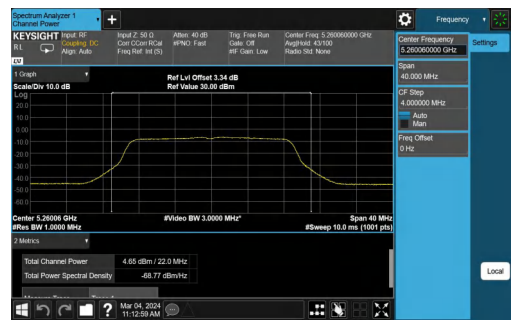 Spectrum Analyzer 1
Channel Power
+
Frequency
KEYSIGHT
RL
Input: RF
Coupling: DC
Align: Auto
Input Z: 50 Ω
Corr CCorr RCal
Freq Ref: Int (S)
Atten: 40 dB
#PNO: Fast
Trig: Free Run
Gate: Off
#IF Gain: Low
Center Freq: 5.260060000 GHz
Avg|Hold: 43/100
Radio Std: None
LW
1 Graph
Scale/Div 10.0 dB
Ref Lvl Offset 3.34 dB
Ref Value 30.00 dBm
Log
20.0
10.0
0.00
-10.0
-20.0
-30.0
-40.0
-50.0
-60.0
Center 5.26006 GHz
#Res BW 1.0000 MHz
#Video BW 3.0000 MHz*
Span 40 MHz
#Sweep 10.0 ms (1001 pts)
2 Metrics
Total Channel Power 4.65 dBm / 22.0 MHz
Total Power Spectral Density -68.77 dBm/Hz
Mar 04, 2024
11:12:59 AM
?
Center Frequency
5.260060000 GHz
Settings
Span
40.000 MHz
CF Step
4.000000 MHz
Auto
Man
Freq Offset
0 Hz
Local